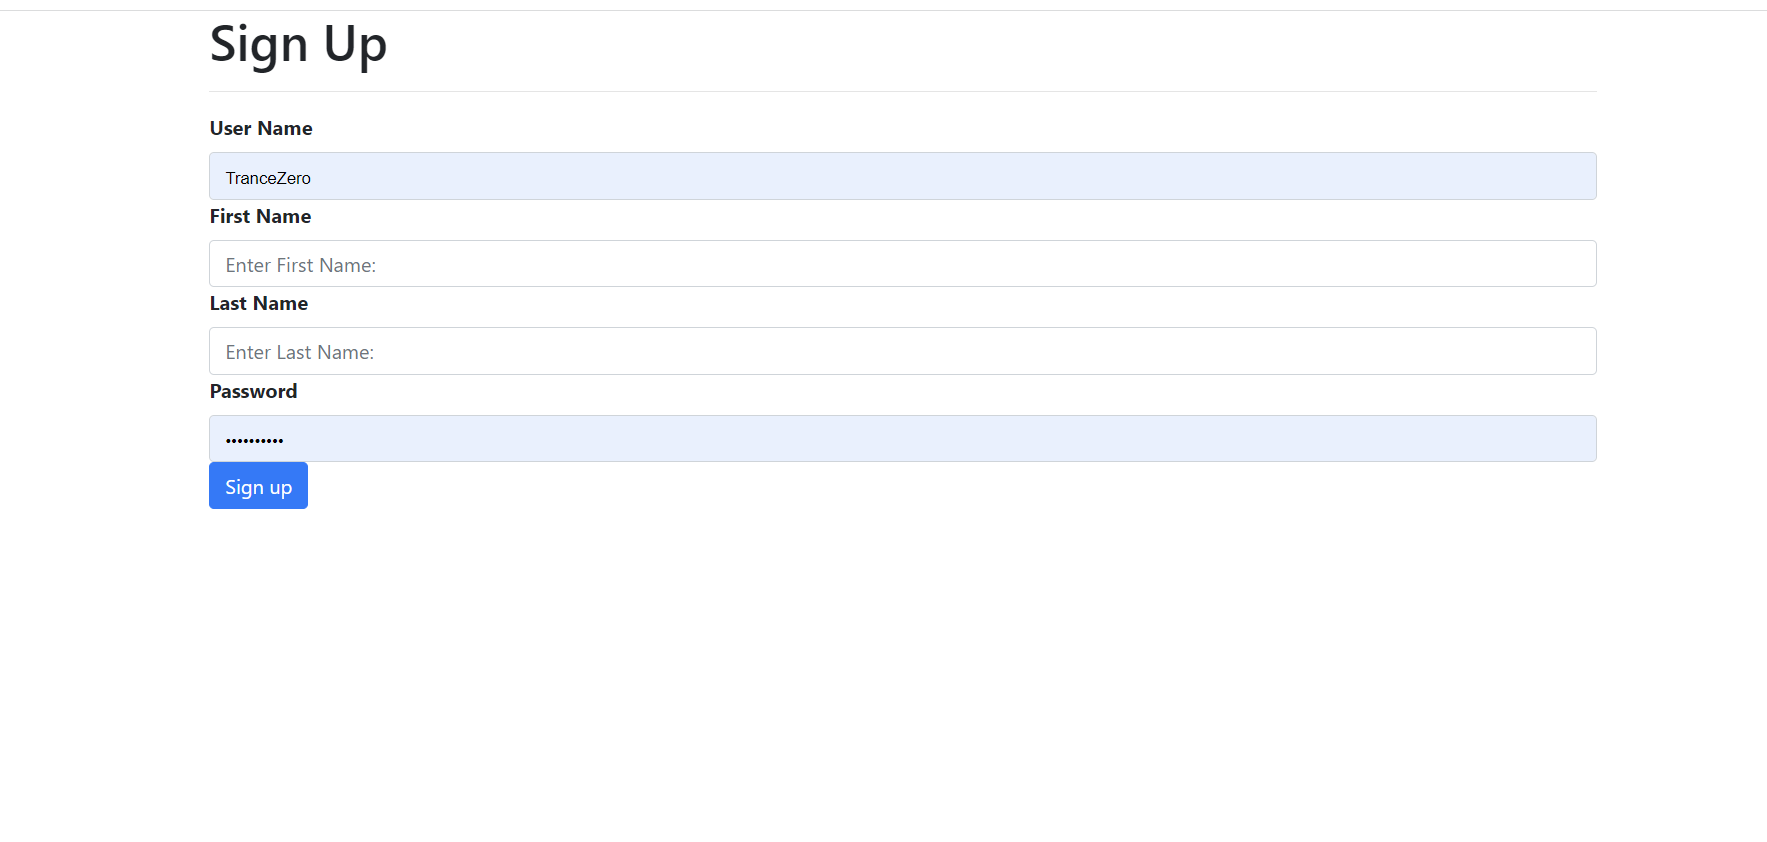 Sign Up
User Name
TranceZero
First Name
Enter First Name:
Last Name
Enter Last Name:
Password
••••••••••
Sign up